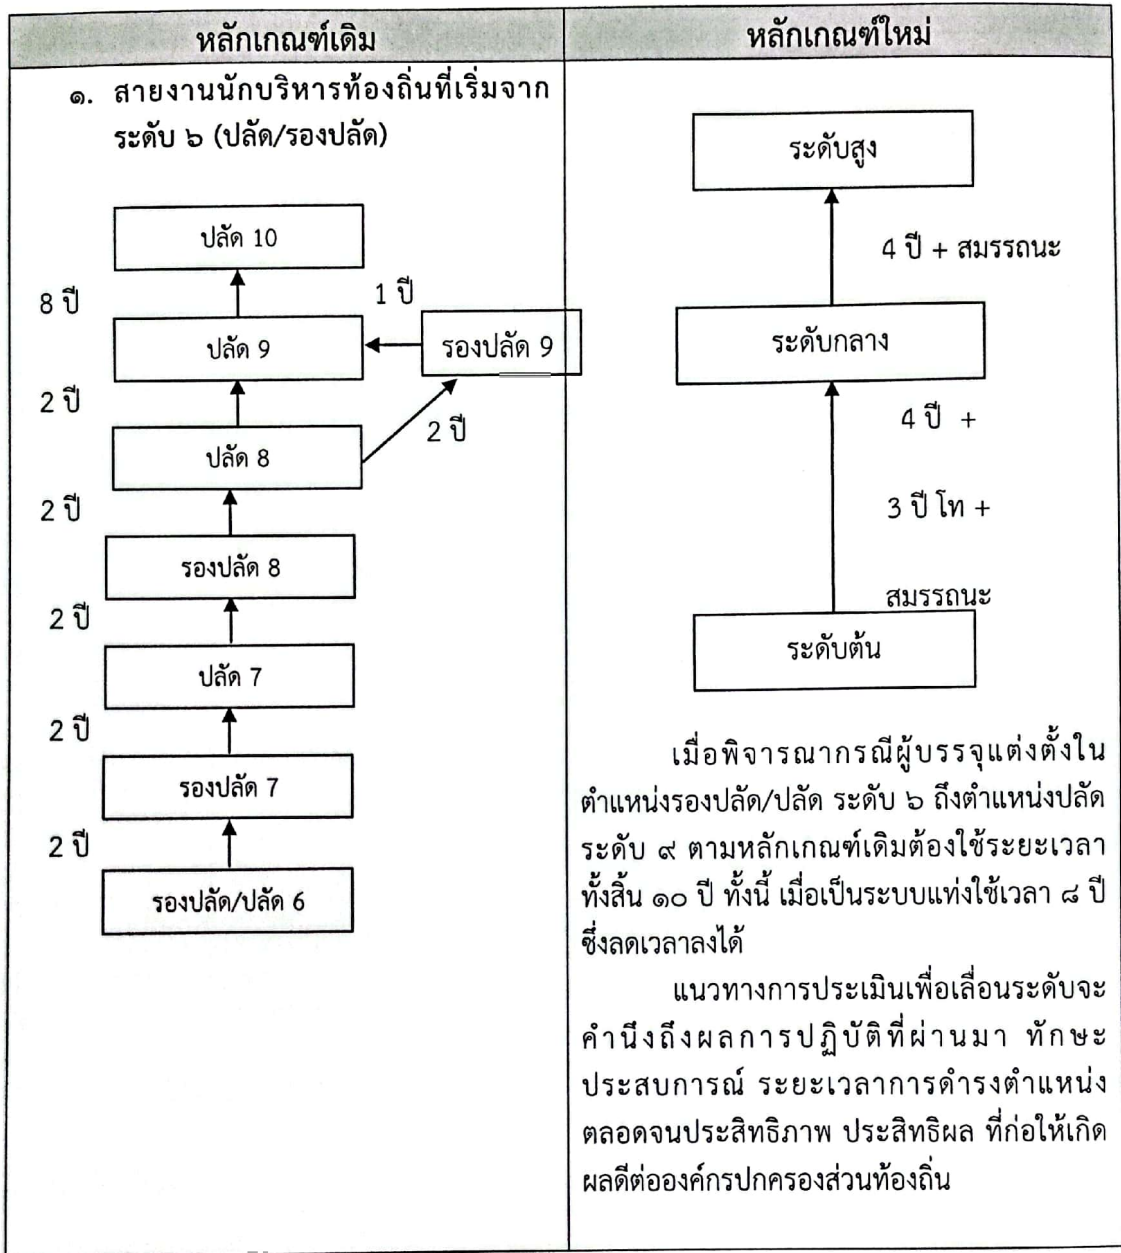 หลักเกณฑ์เดิม
หลักเกณฑ์ใหม่
๑. สายงานนักบริหารท้องถิ่นที่เริ่มจาก
ระดับ ๖ (ปลัด/รองปลัด)
ปลัด 10
8 ปี
1 ปี
ปลัด 9
รองปลัด 9
2 ปี
2 ปี
ปลัด 8
2 ปี
รองปลัด 8
2 ปี
ปลัด 7
2 ปี
รองปลัด 7
2 ปี
รองปลัด/ปลัด 6
ระดับสูง
4 ปี + สมรรถนะ
ระดับกลาง
4 ปี +
3 ปี โท +
สมรรถนะ
ระดับต้น
เมื่อพิจารณากรณีผู้บรรจุแต่งตั้งใน
ตำแหน่งรองปลัด/ปลัด ระดับ ๖ ถึงตำแหน่งปลัด
ระดับ ๙ ตามหลักเกณฑ์เดิมต้องใช้ระยะเวลา
ทั้งสิ้น ๑๐ ปี ทั้งนี้ เมื่อเป็นระบบแท่งใช้เวลา ๘ ปี
ซึ่งลดเวลาลงได้
แนวทางการประเมินเพื่อเลื่อนระดับจะ
คำนึงถึงผลการปฏิบัติที่ผ่านมา ทักษะ
ประสบการณ์ ระยะเวลาการดำรงตำแหน่ง
ตลอดจนประสิทธิภาพ ประสิทธิผล ที่ก่อให้เกิด
ผลดีต่อองค์กรปกครองส่วนท้องถิ่น